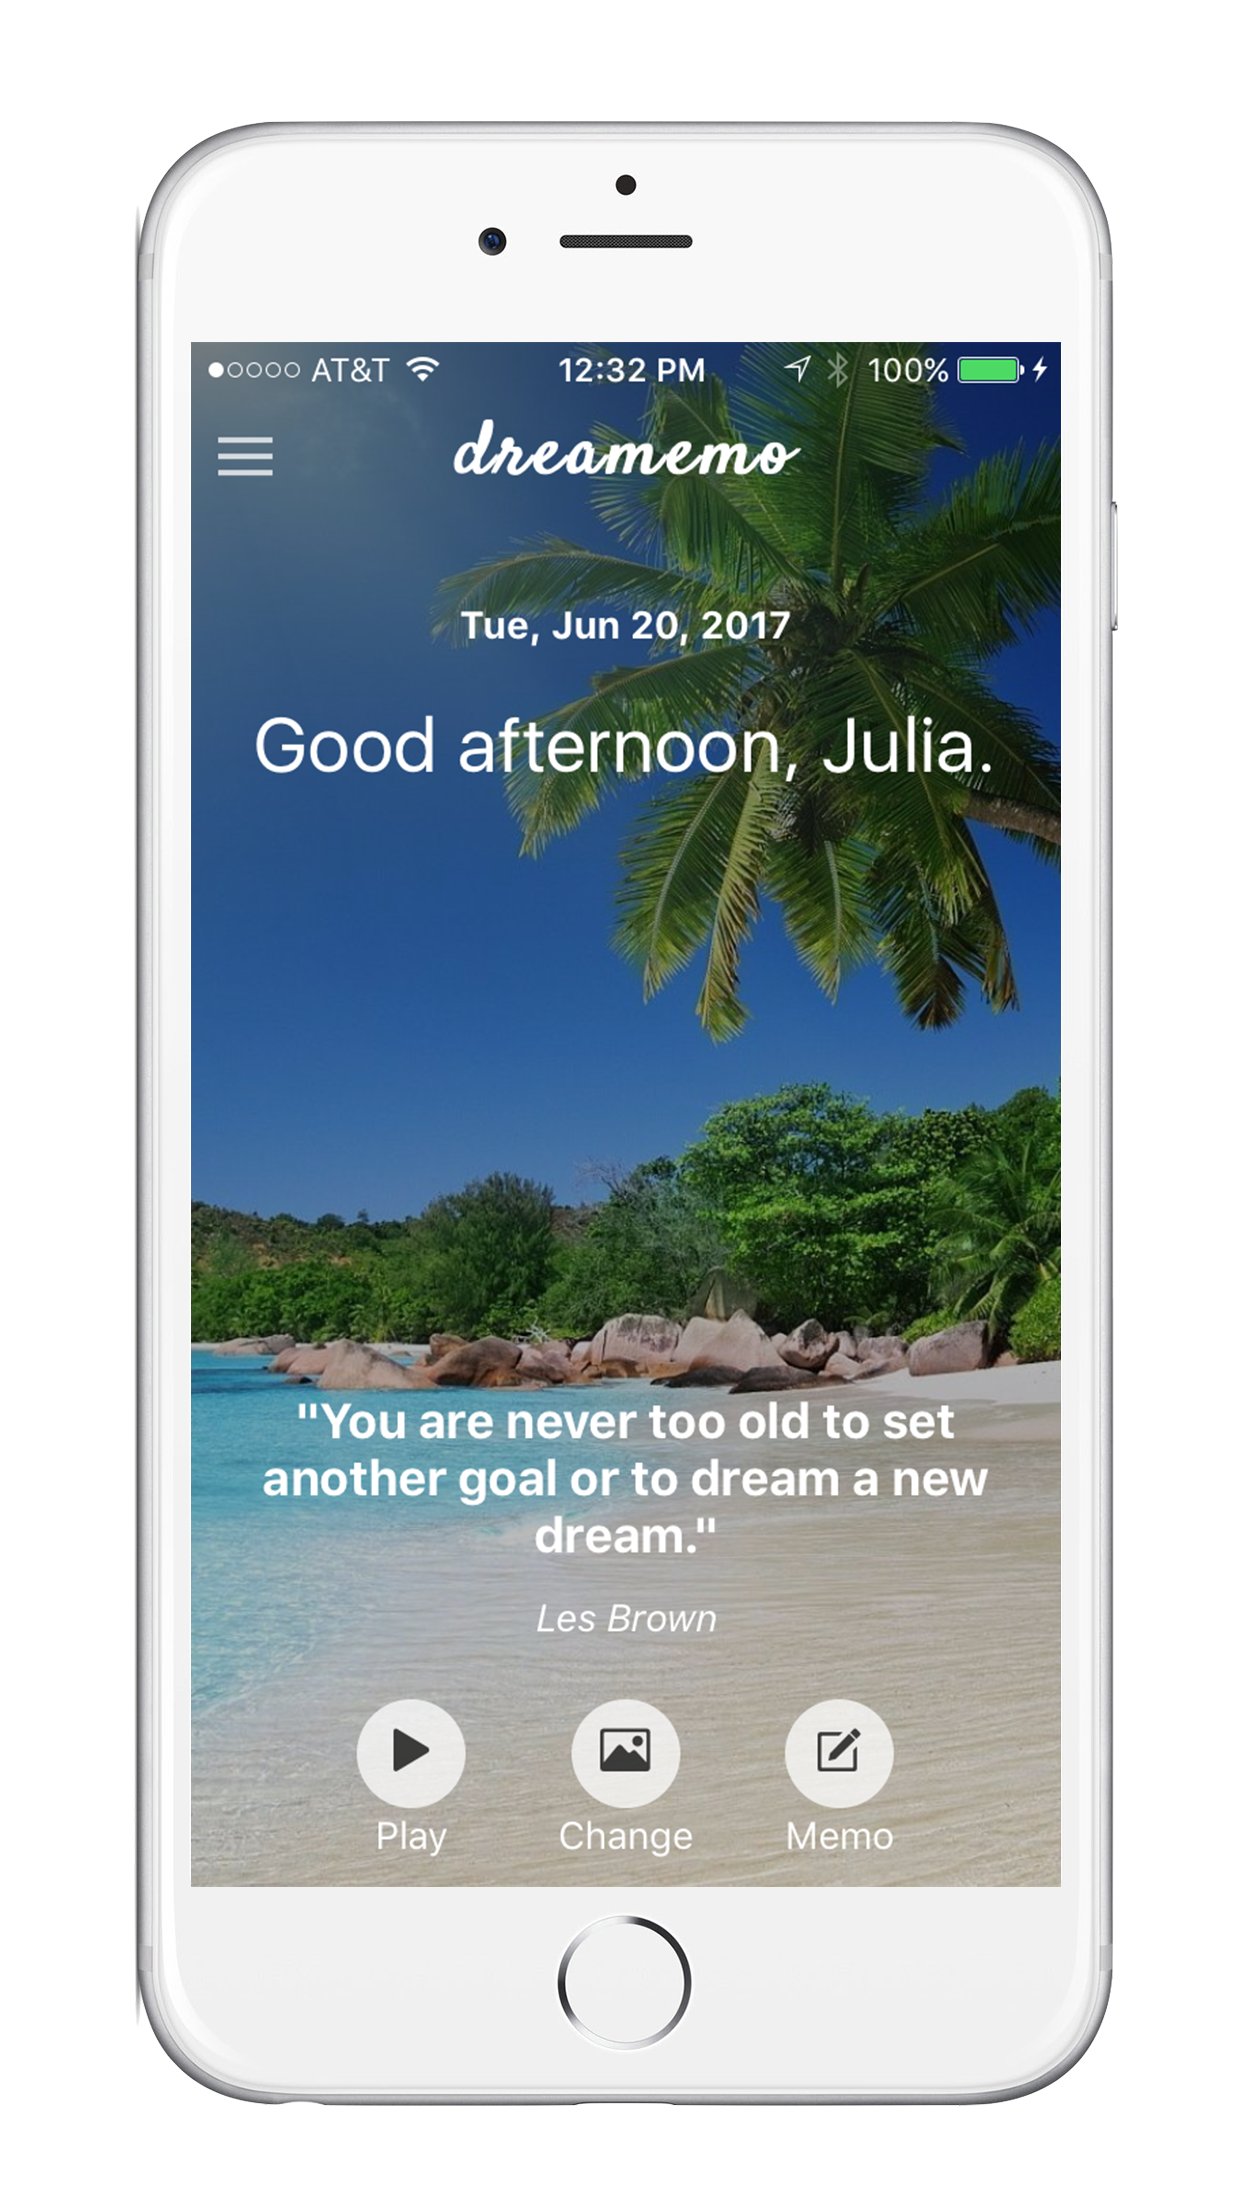 AT&T 12:32 PM 100%
dreamemo
Tue, Jun 20, 2017
Good afternoon, Julia.
"You are never too old to set
another goal or to dream a new
dream."
Les Brown
Play Change Memo